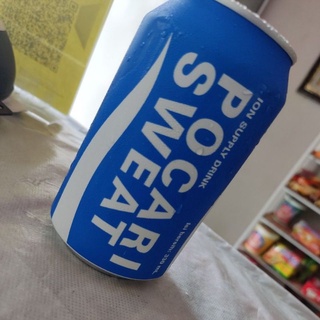 ION SUPPLY DRINK
POCARI
SWEAT